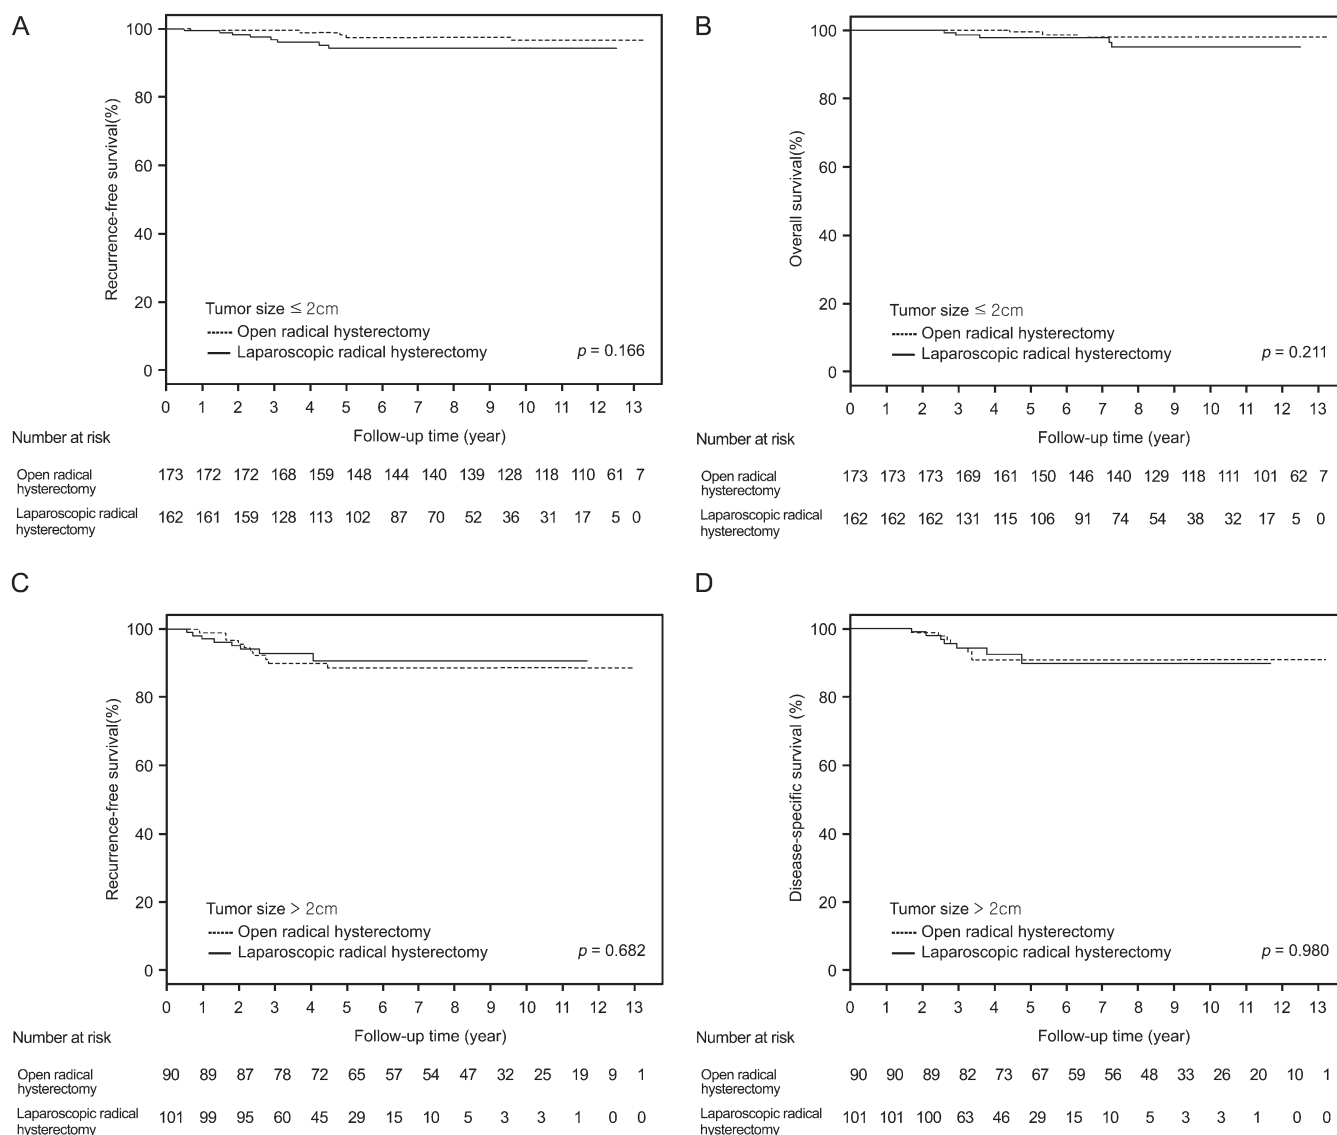 A
Recurrence-free survival(%)
100
80
60
40
20
0
Tumor size ≤ 2cm
Open radical hysterectomy
Laparoscopic radical hysterectomy
p = 0.166
0 1 2 3 4 5 6 7 8 9 10 11 12 13
Number at risk
Follow-up time (year)
Open radical
hysterectomy
173 172 172 168 159 148 144 140 139 128 118 110 61 7
Laparoscopic radical
hysterectomy
162 161 159 128 113 102 87 70 52 36 31 17 5 0
B
Overall survival(%)
100
80
60
40
20
0
Tumor size ≤ 2cm
Open radical hysterectomy
Laparoscopic radical hysterectomy
p = 0.211
0 1 2 3 4 5 6 7 8 9 10 11 12 13
Number at risk
Follow-up time (year)
Open radical
hysterectomy
173 173 173 169 161 150 146 140 129 118 111 101 62 7
Laparoscopic radical
hysterectomy
162 162 162 131 115 106 91 74 54 38 32 17 5 0
C
Recurrence-free survival(%)
100
80
60
40
20
0
Tumor size > 2cm
Open radical hysterectomy
Laparoscopic radical hysterectomy
p = 0.682
0 1 2 3 4 5 6 7 8 9 10 11 12 13
Number at risk
Follow-up time (year)
Open radical
hysterectomy
90 89 87 78 72 65 57 54 47 32 25 19 9 1
Laparoscopic radical
hysterectomy
101 99 95 60 45 29 15 10 5 3 3 1 0 0
D
Disease-specific survival (%)
100
80
60
40
20
0
Tumor size > 2cm
Open radical hysterectomy
Laparoscopic radical hysterectomy
p = 0.980
0 1 2 3 4 5 6 7 8 9 10 11 12 13
Number at risk
Follow-up time (year)
Open radical
hysterectomy
90 90 89 82 73 67 59 56 48 33 26 20 10 1
Laparoscopic radical
hysterectomy
101 101 100 63 46 29 15 10 5 3 3 1 0 0